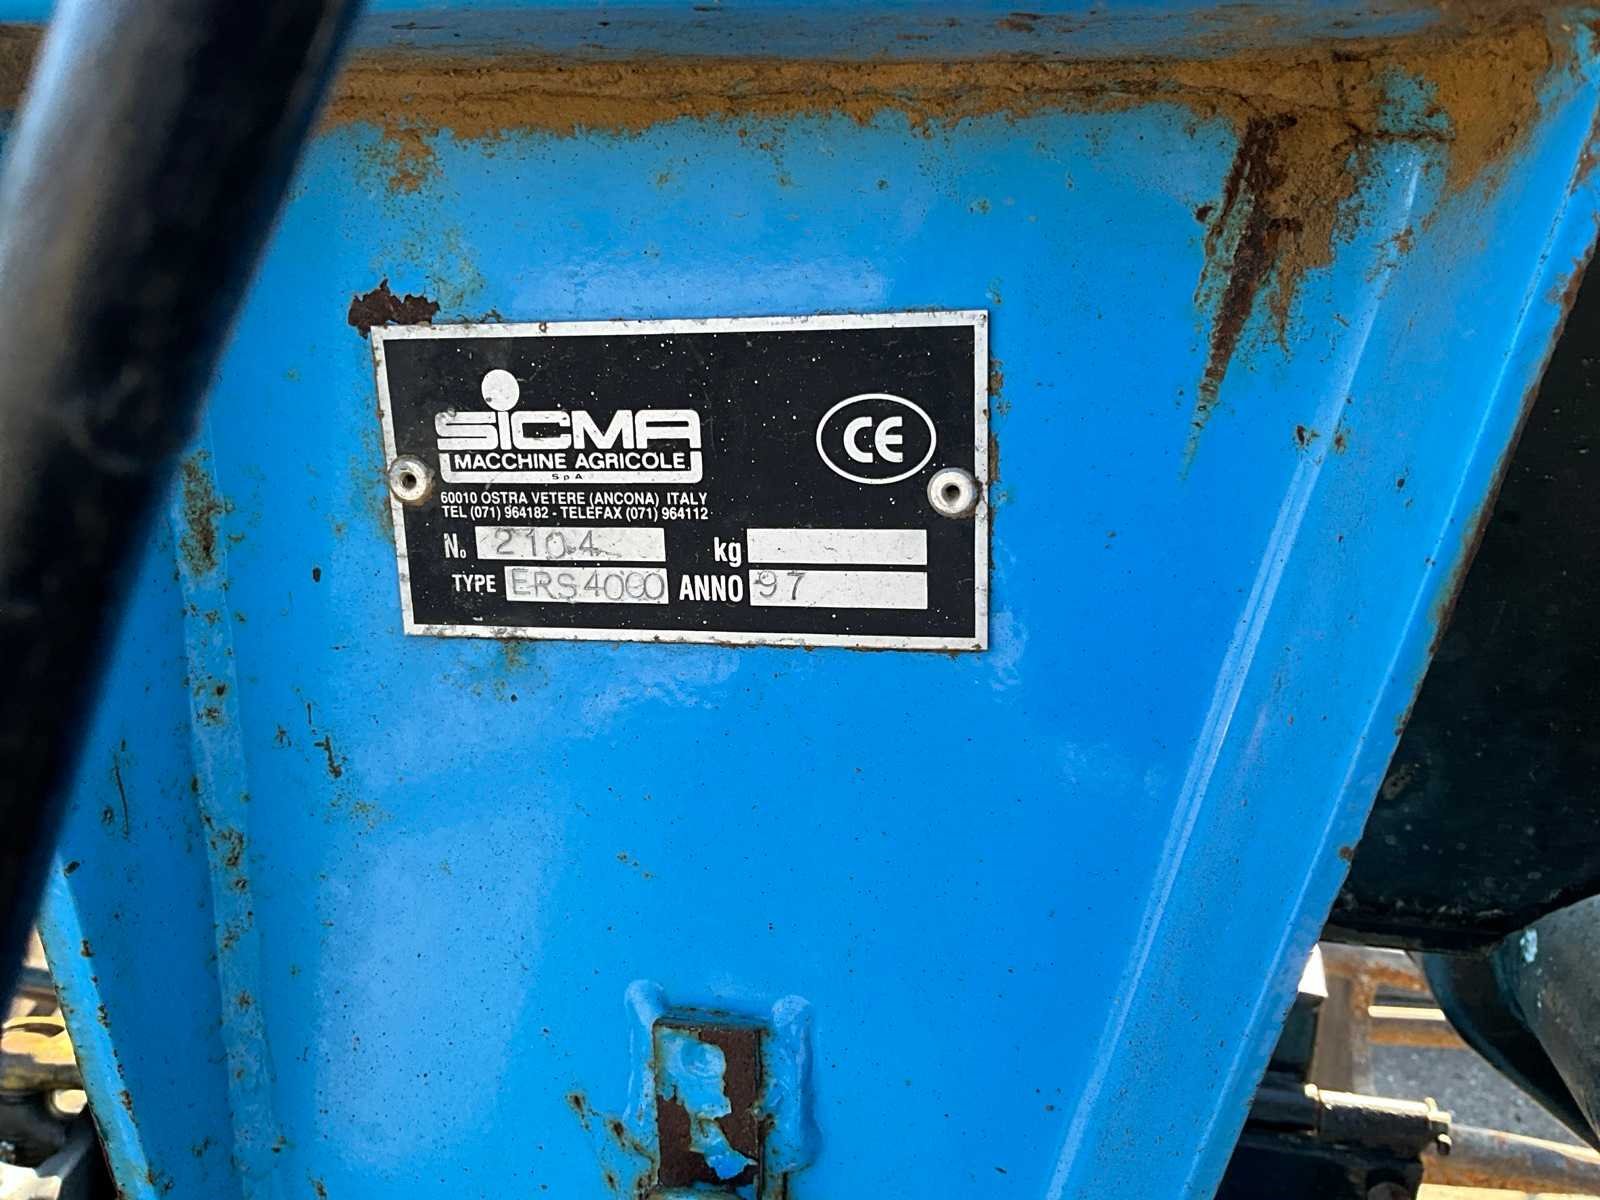 SICMA
MACCHINE AGRICOLE
SpA
CE
60010 OSTRA VETERE (ANCONA) ITALY
TEL (071) 964182 - TELEFAX (071) 964112
No 2104 kg
TYPE ERS4000 ANNO 97